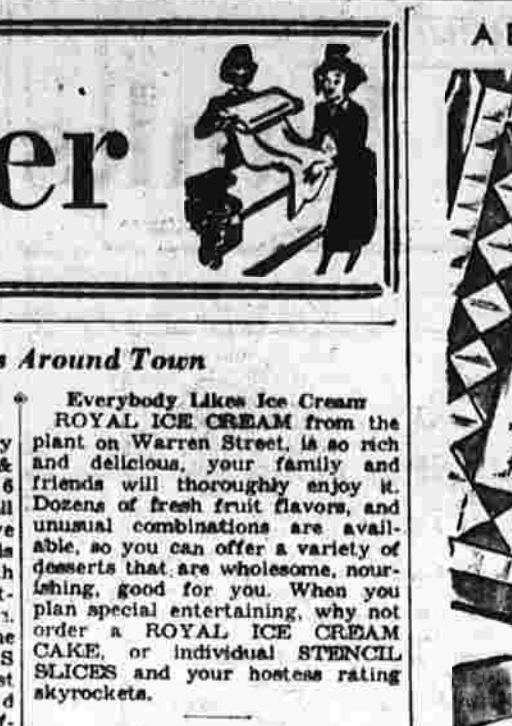 er
Around Town
Everybody Likes Ice Cream
ROYAL ICE CREAM from the
plant on Warren Street, is so rich
and delicious, your family and
friends will thoroughly enjoy it.
Dozens of fresh fruit flavors, and
unusual combinations are avail-
able, so you can offer a variety of
desserts that are wholesome, nour-
ishing, good for you. When you
plan special entertaining, why not
order a ROYAL ICE CREAM
CAKE, or individual STENCIL
SLICES and your hostess rating
skyrockets.